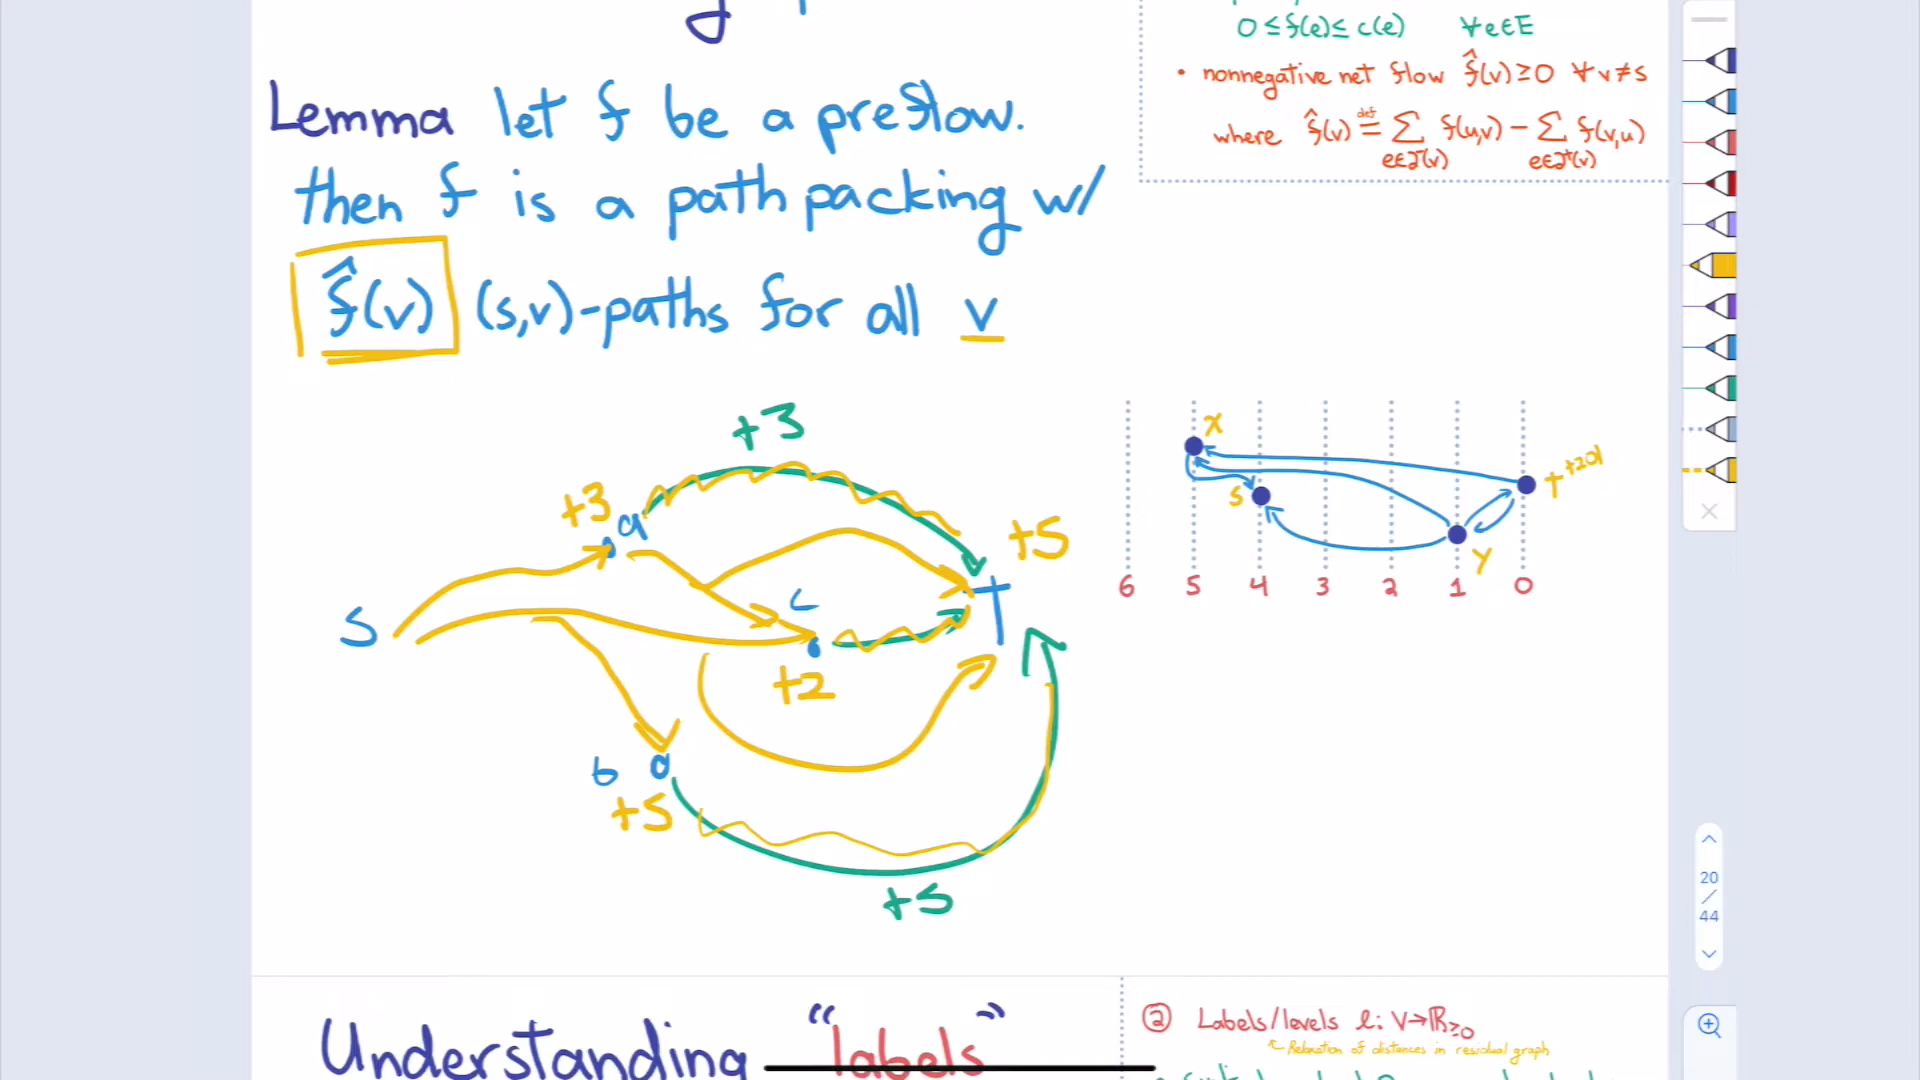 0 ≤ f(e) ≤ c(e) ∀e∈E
• nonnegative net flow f̂(v) ≥ 0 ∀ v≠s
where f̂(v) def= ∑ f(u,v) − ∑ f(v,u)
e∈∂⁻(v) e∈∂⁺(v)
Lemma let f be a preflow.
then f is a path packing w/
f̂(v) (s,v)-paths for all v
+3
+3
a
+5
S
c
t
+2
b
+5
+5
x
s
t +201
y
6 5 4 3 2 1 0
20
/
44
Understanding "labels"
② Labels/levels ℓ: V→ℝ≥0
Relaxation of distances in residual graph